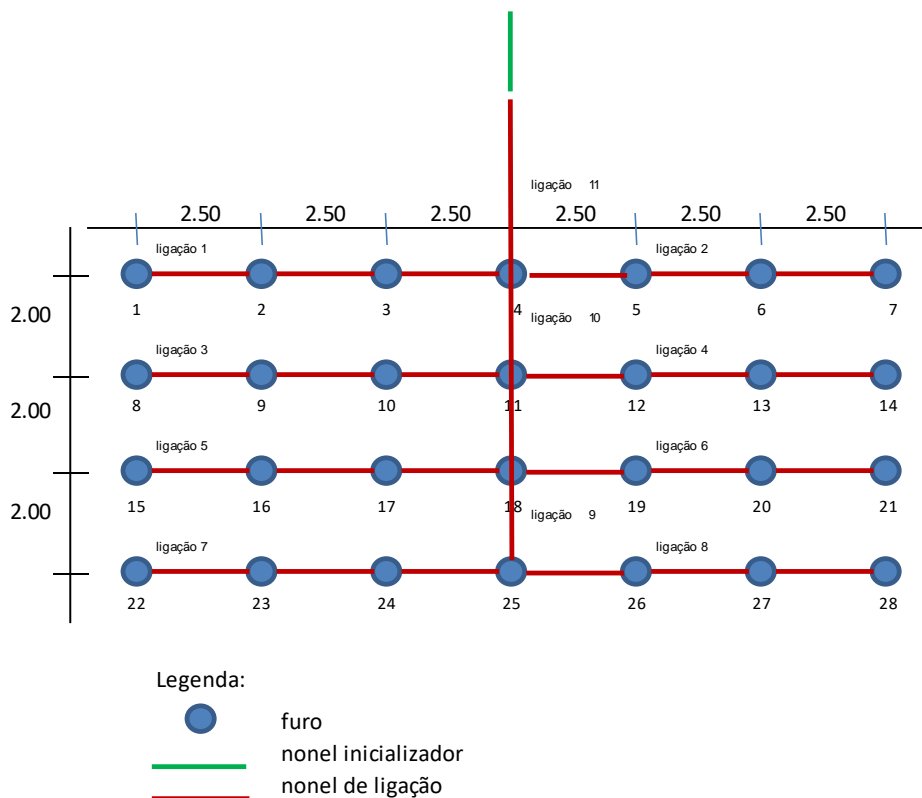 ligação 11
2.50 2.50 2.50 2.50 2.50 2.50
ligação 1 ligação 2
1 2 3 4 5 6 7
2.00
ligação 10
ligação 3 ligação 4
8 9 10 11 12 13 14
2.00
ligação 5 ligação 6
15 16 17 18 19 20 21
2.00
ligação 9
ligação 7 ligação 8
22 23 24 25 26 27 28
Legenda:
furo
nonel inicializador
nonel de ligação